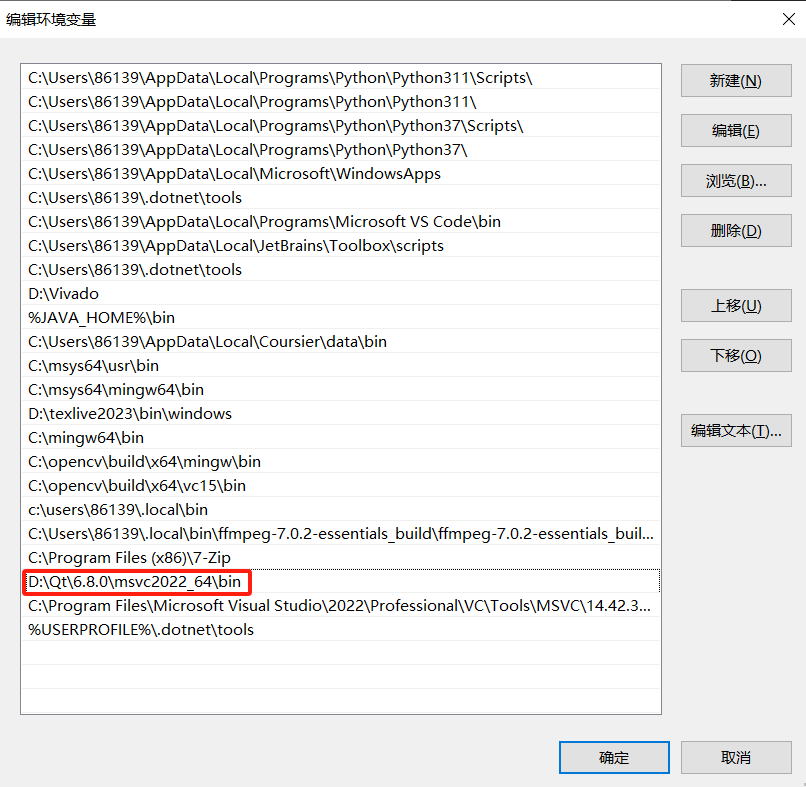 编辑环境变量
C:\Users\86139\AppData\Local\Programs\Python\Python311\Scripts\
C:\Users\86139\AppData\Local\Programs\Python\Python311\
C:\Users\86139\AppData\Local\Programs\Python\Python37\Scripts\
C:\Users\86139\AppData\Local\Programs\Python\Python37\
C:\Users\86139\AppData\Local\Microsoft\WindowsApps
C:\Users\86139\.dotnet\tools
C:\Users\86139\AppData\Local\Programs\Microsoft VS Code\bin
C:\Users\86139\AppData\Local\JetBrains\Toolbox\scripts
C:\Users\86139\.dotnet\tools
D:\Vivado
%JAVA_HOME%\bin
C:\Users\86139\AppData\Local\Coursier\data\bin
C:\msys64\usr\bin
C:\msys64\mingw64\bin
D:\texlive2023\bin\windows
C:\mingw64\bin
C:\opencv\build\x64\mingw\bin
C:\opencv\build\x64\vc15\bin
c:\users\86139\.local\bin
C:\Users\86139\.local\bin\ffmpeg-7.0.2-essentials_build\ffmpeg-7.0.2-essentials_buil...
C:\Program Files (x86)\7-Zip
D:\Qt\6.8.0\msvc2022_64\bin
C:\Program Files\Microsoft Visual Studio\2022\Professional\VC\Tools\MSVC\14.42.3...
%USERPROFILE%\.dotnet\tools
新建(N)
编辑(E)
浏览(B)...
删除(D)
上移(U)
下移(O)
编辑文本(T)...
确定
取消